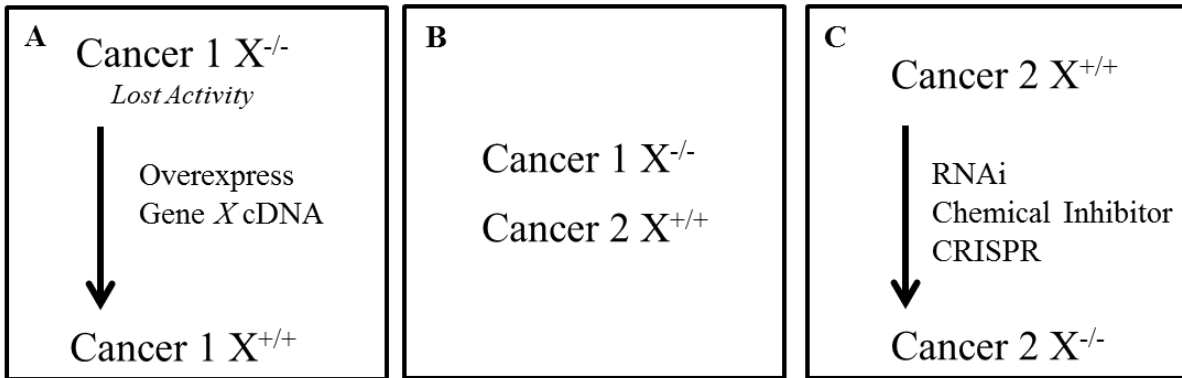 A
Cancer 1 X-/-
Lost Activity
Overexpress
Gene X cDNA
Cancer 1 X+/+
B
Cancer 1 X-/-
Cancer 2 X+/+
C
Cancer 2 X+/+
RNAi
Chemical Inhibitor
CRISPR
Cancer 2 X-/-